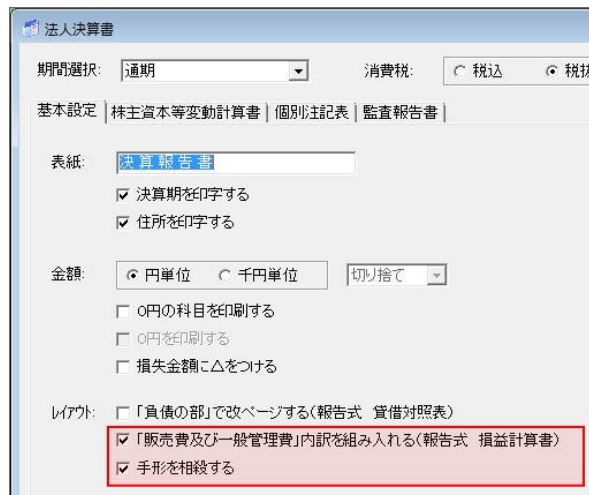 法人決算書
期間選択: 通期 消費税: 税込 税抜
基本設定 株主資本等変動計算書 個別注記表 監査報告書
表紙: 決算報告書
決算期を印字する
住所を印字する
金額: 円単位 千円単位 切り捨て
0円の科目を印刷する
0円を印刷する
損失金額に△をつける
レイアウト: 「負債の部」で改ページする(報告式 貸借対照表)
「販売費及び一般管理費」内訳を組み入れる(報告式 損益計算書)
手形を相殺する